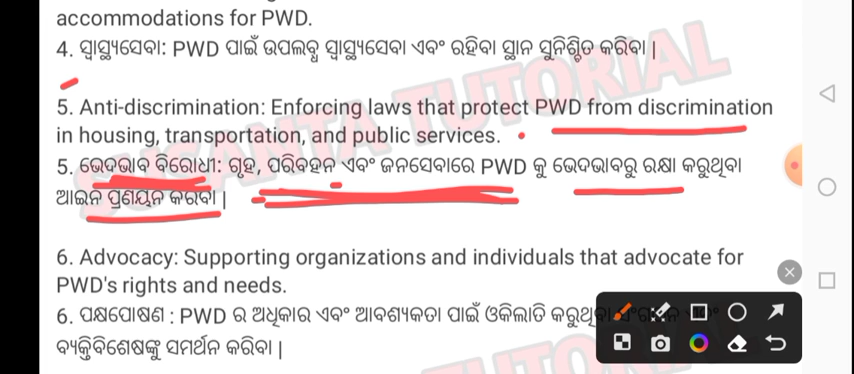 accommodations for PWD.
4. ସ୍ୱାସ୍ଥ୍ୟସେବା: PWD ପାଇଁ ଉପଲବ୍ଧ ସ୍ୱାସ୍ଥ୍ୟସେବା ଏବଂ ରହିବା ସ୍ଥାନ ସୁନିଶ୍ଚିତ କରିବା |
5. Anti-discrimination: Enforcing laws that protect PWD from discrimination
in housing, transportation, and public services.
5. ଭେଦଭାବ ବିରୋଧୀ: ଗୃହ, ପରିବହନ ଏବଂ ଜନସେବାରେ PWD କୁ ଭେଦଭାବରୁ ରକ୍ଷା କରୁଥିବା
ଆଇନ ପ୍ରଣୟନ କରିବା |
6. Advocacy: Supporting organizations and individuals that advocate for
PWD's rights and needs.
6. ପକ୍ଷପୋଷଣ : PWD ର ଅଧିକାର ଏବଂ ଆବଶ୍ୟକତା ପାଇଁ ଓକିଲାତି
ବ୍ୟକ୍ତିବିଶେଷଙ୍କୁ ସମର୍ଥନ କରିବା |